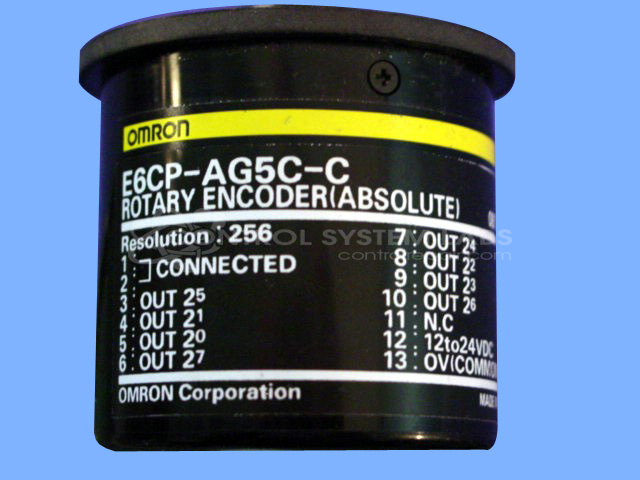 OMRON
E6CP-AG5C-C
ROTARY ENCODER(ABSOLUTE)
Resolution : 256
1 :
2 : CONNECTED
3 : OUT 2⁵
4 : OUT 2¹
5 : OUT 2⁰
6 : OUT 2⁷
7 : OUT 2⁴
8 : OUT 2²
9 : OUT 2³
10 : OUT 2⁶
11 : N.C
12 : 12to24VDC
13 : 0V(COMMO
OMRON Corporation
MADE